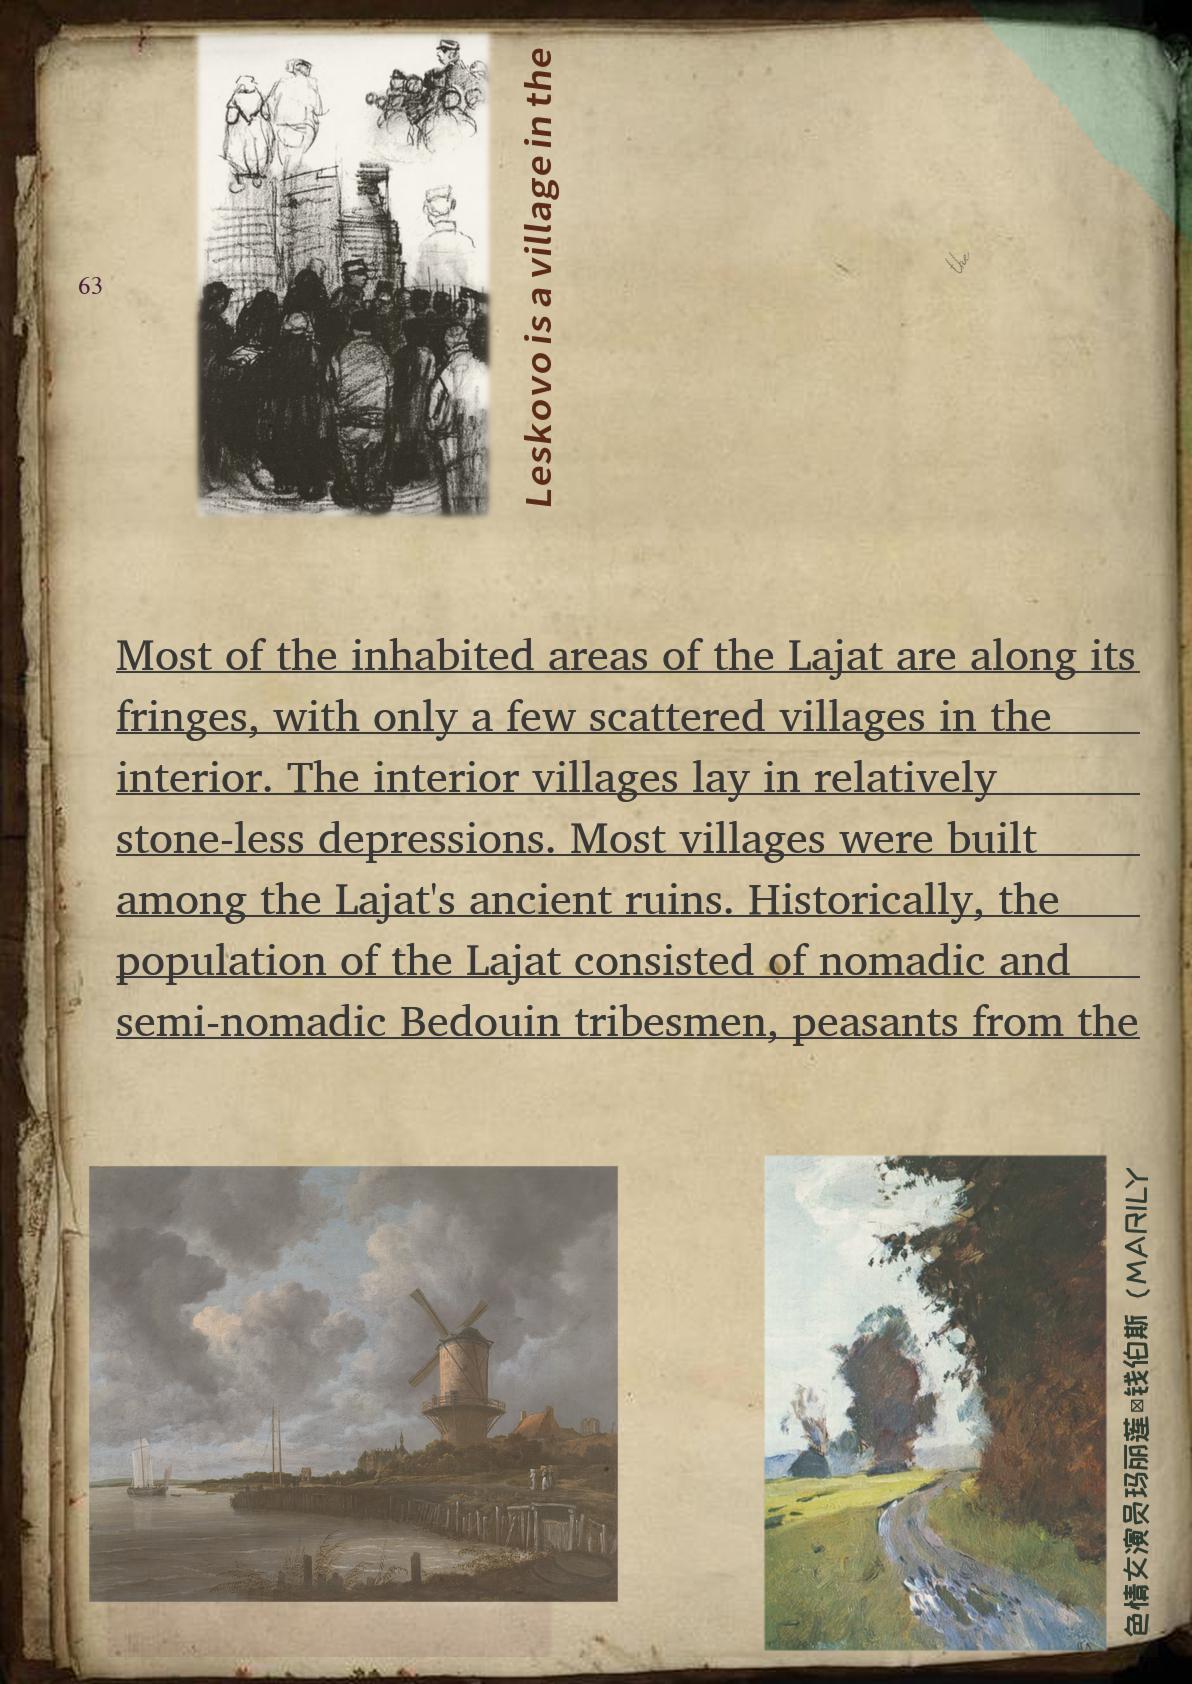 Leskovo is a village in the
the
63
Most of the inhabited areas of the Lajat are along its
fringes, with only a few scattered villages in the
interior. The interior villages lay in relatively
stone-less depressions. Most villages were built
among the Lajat's ancient ruins. Historically, the
population of the Lajat consisted of nomadic and
semi-nomadic Bedouin tribesmen, peasants from the
色情女演员玛丽莲☒钱伯斯（MARILY